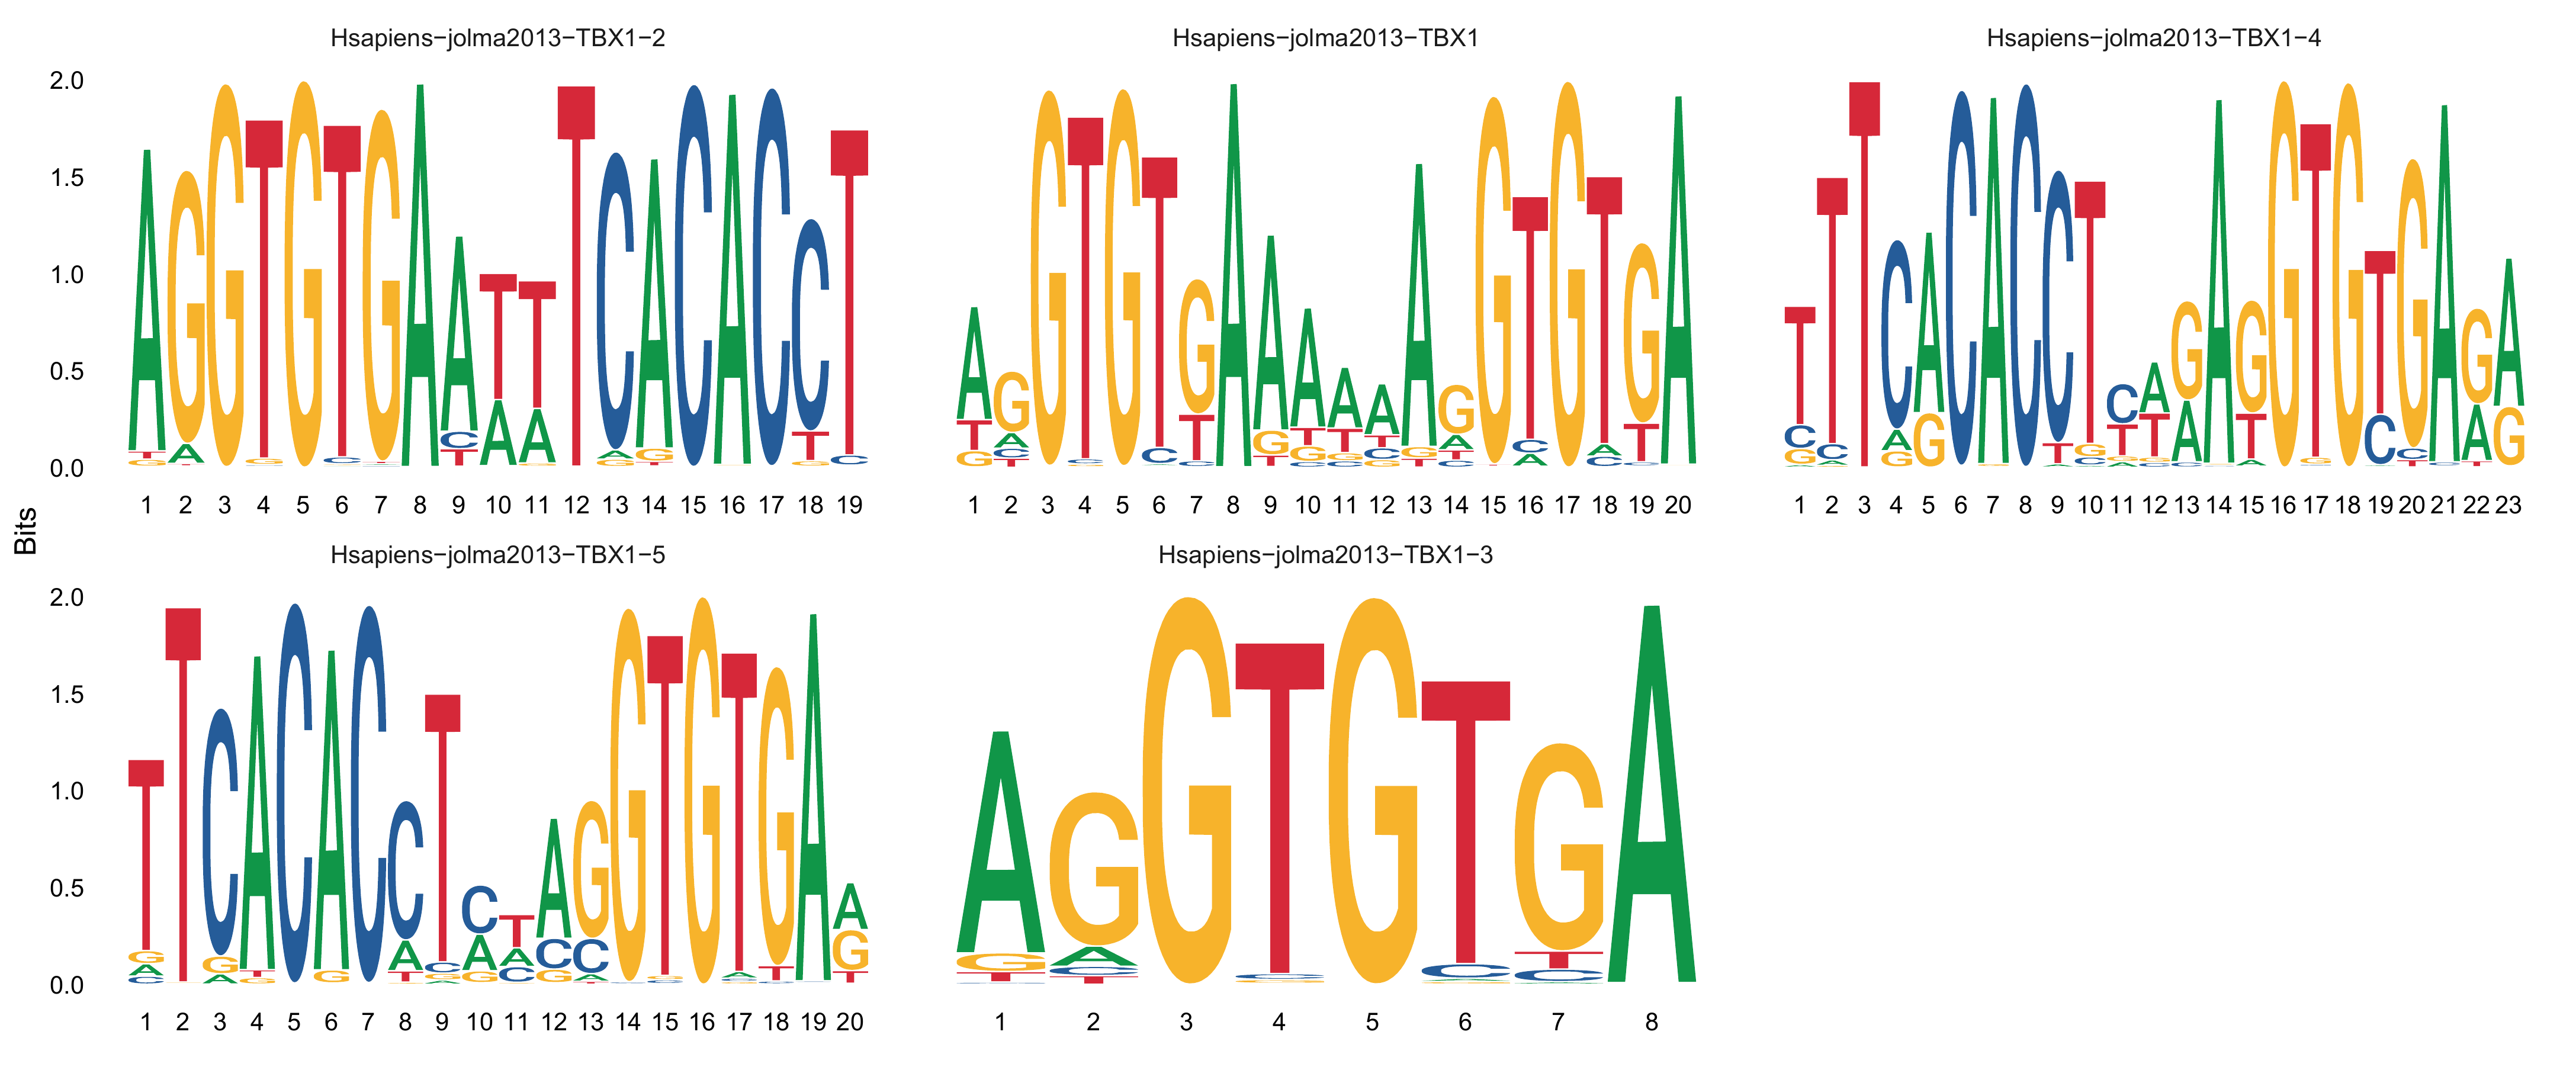 Hsapiens−jolma2013−TBX1−2
Hsapiens−jolma2013−TBX1
Hsapiens−jolma2013−TBX1−4
2.0
1.5
1.0
0.5
0.0
1 2 3 4 5 6 7 8 9 10 11 12 13 14 15 16 17 18 19
1 2 3 4 5 6 7 8 9 10 11 12 13 14 15 16 17 18 19 20
1 2 3 4 5 6 7 8 9 10 11 12 13 14 15 16 17 18 19 20 21 22 23
AGGTGTGAATTTCACACCT
AGGTGTGAAAAAAGGTGTGA
TTTCACACCTCAGAGGTGTGAGA
Bits
Hsapiens−jolma2013−TBX1−5
Hsapiens−jolma2013−TBX1−3
2.0
1.5
1.0
0.5
0.0
TTCACACCTCTAGGTGTGAA
AGGTGTGA
1 2 3 4 5 6 7 8 9 10 11 12 13 14 15 16 17 18 19 20
1 2 3 4 5 6 7 8